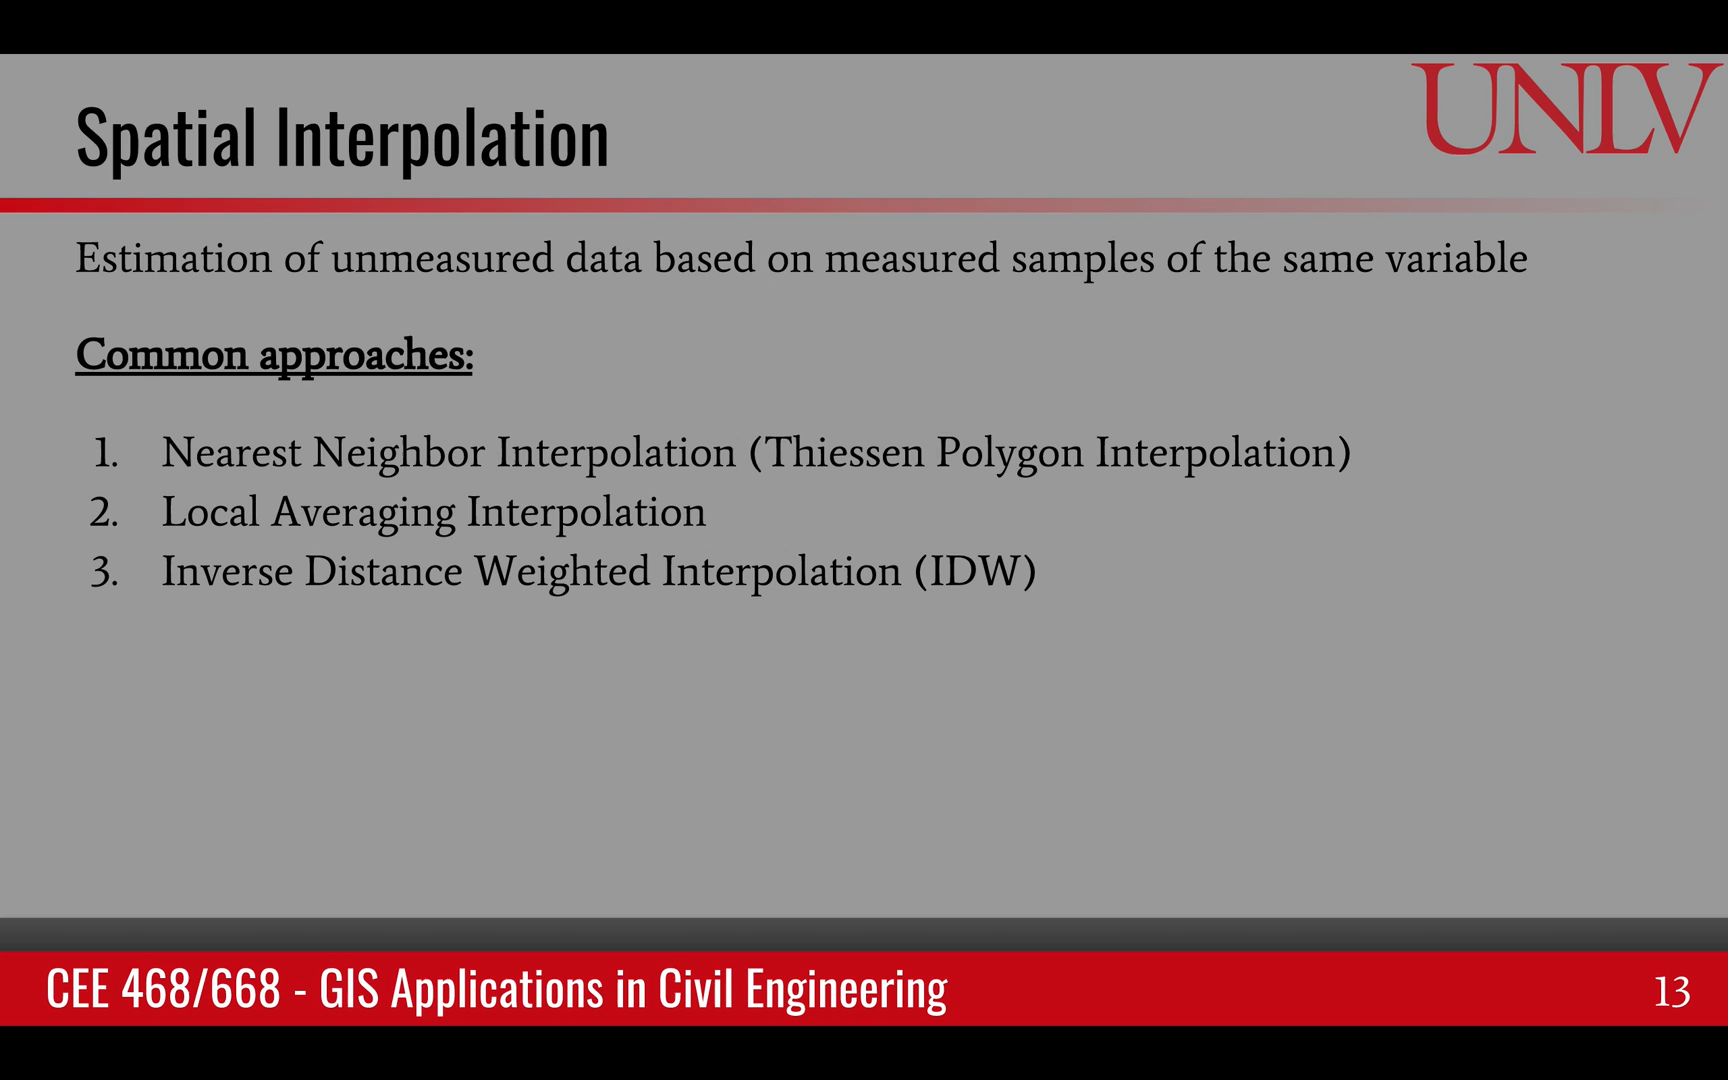 UNLV
Spatial Interpolation
Estimation of unmeasured data based on measured samples of the same variable
Common approaches:
1. Nearest Neighbor Interpolation (Thiessen Polygon Interpolation)
2. Local Averaging Interpolation
3. Inverse Distance Weighted Interpolation (IDW)
CEE 468/668 - GIS Applications in Civil Engineering
13